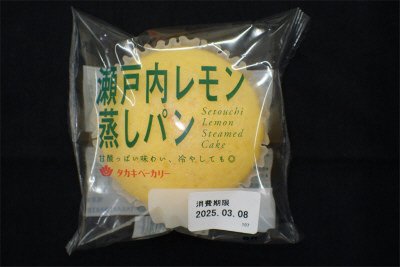 瀬戸内レモン
蒸しパン
Setouchi
Lemon
Steamed
Cake
甘酸っぱい味わい、冷やしても◎
タカキベーカリー
消費期限
2025.03.08